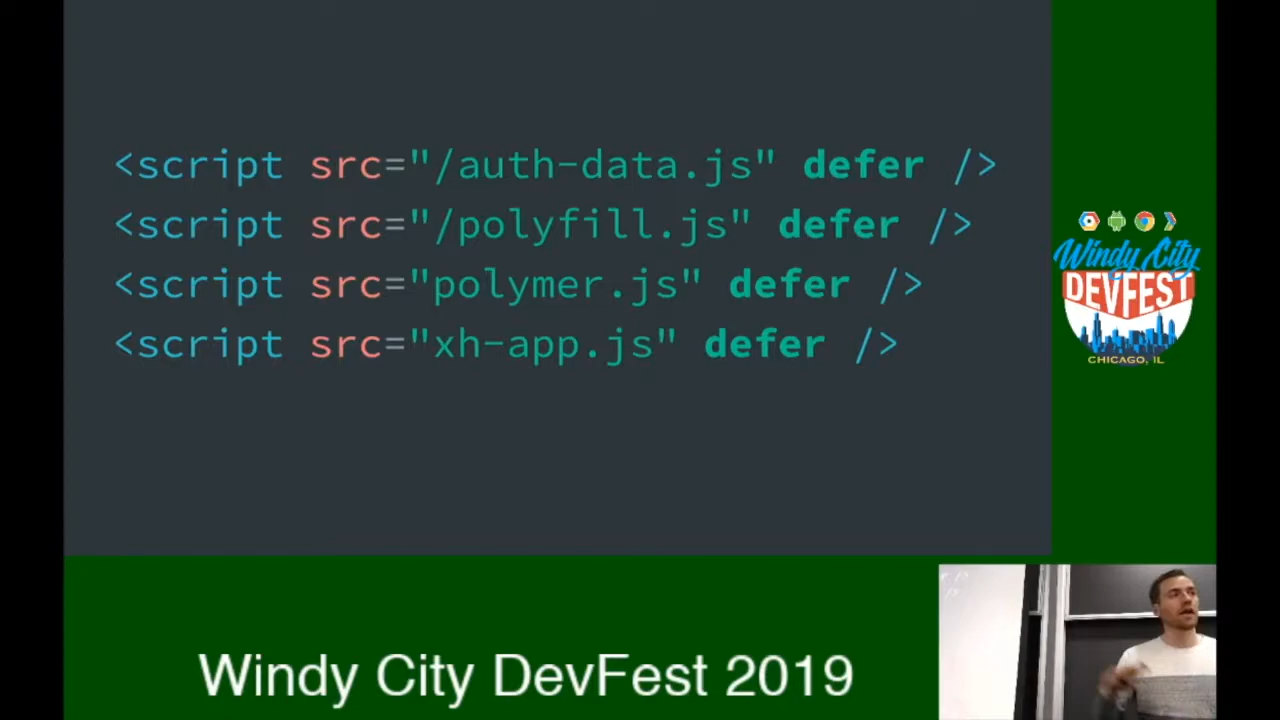 <script src="/auth-data.js" defer />
<script src="/polyfill.js" defer />
<script src="polymer.js" defer />
<script src="xh-app.js" defer />
Windy City
DEVFEST
CHICAGO, IL
Windy City DevFest 2019